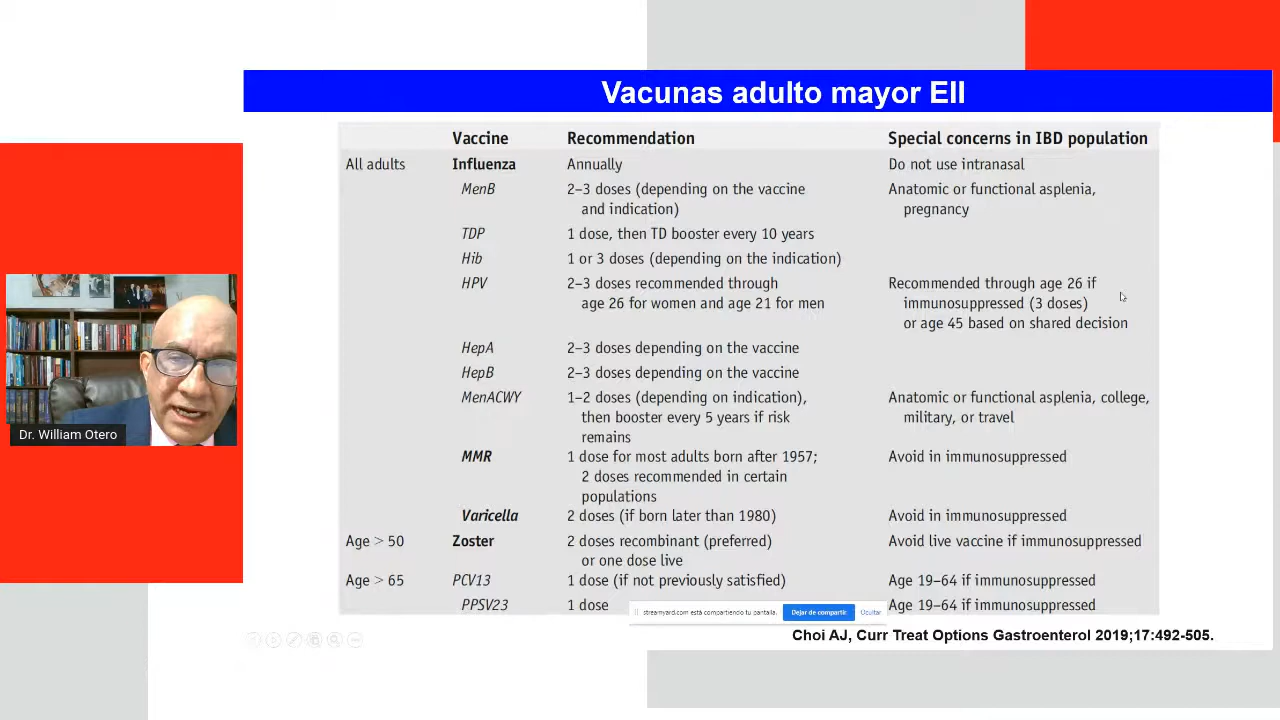 Vacunas adulto mayor EII
Vaccine Recommendation Special concerns in IBD population
All adults Influenza Annually Do not use intranasal
MenB 2–3 doses (depending on the vaccine Anatomic or functional asplenia,
and indication) pregnancy
TDP 1 dose, then TD booster every 10 years
Hib 1 or 3 doses (depending on the indication)
HPV 2–3 doses recommended through Recommended through age 26 if
age 26 for women and age 21 for men immunosuppressed (3 doses)
or age 45 based on shared decision
HepA 2–3 doses depending on the vaccine
HepB 2–3 doses depending on the vaccine
MenACWY 1–2 doses (depending on indication), Anatomic or functional asplenia, college,
then booster every 5 years if risk military, or travel
remains
MMR 1 dose for most adults born after 1957; Avoid in immunosuppressed
2 doses recommended in certain
populations
Varicella 2 doses (if born later than 1980) Avoid in immunosuppressed
Age > 50 Zoster 2 doses recombinant (preferred) Avoid live vaccine if immunosuppressed
or one dose live
Age > 65 PCV13 1 dose (if not previously satisfied) Age 19–64 if immunosuppressed
PPSV23 1 dose Age 19–64 if immunosuppressed
streamyard.com está compartiendo tu pantalla. Dejar de compartir Ocultar
Choi AJ, Curr Treat Options Gastroenterol 2019;17:492-505.
Dr. William Otero